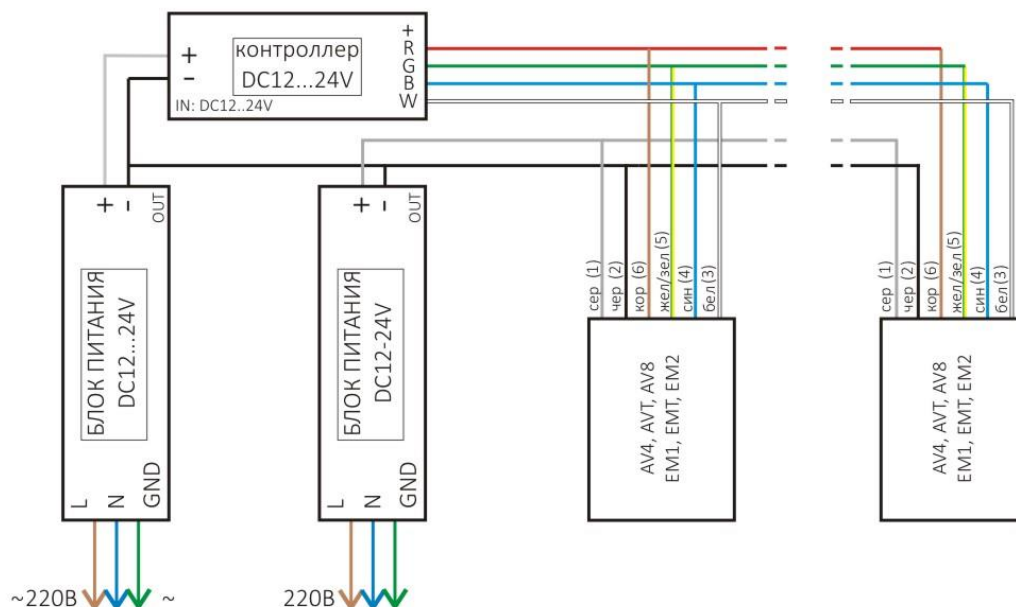 контроллер
DC12...24V
+
-
IN: DC12..24V
+
R
G
B
W
+
-
OUT
БЛОК ПИТАНИЯ
DC12...24V
L
N
GND
~220В
~
+
-
OUT
БЛОК ПИТАНИЯ
DC12-24V
L
N
GND
220В
сер (1)
чер (2)
кор (6)
жел/зел (5)
син (4)
бел (3)
AV4, AVT, AV8
EM1, EMT, EM2
сер (1)
чер (2)
кор (6)
жел/зел (5)
син (4)
бел (3)
AV4, AVT, AV8
EM1, EMT, EM2